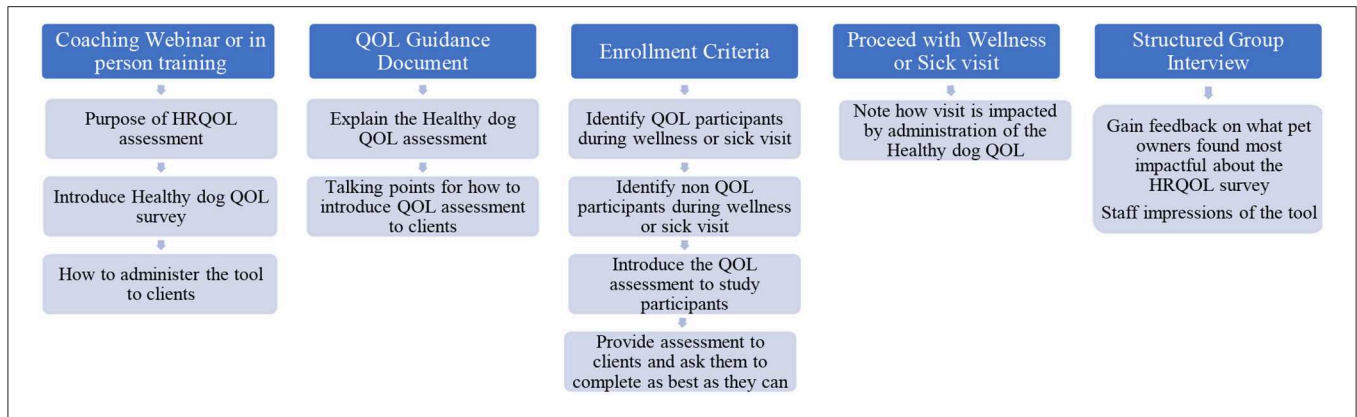 Coaching Webinar or in
person training
Purpose of HRQOL
assessment
Introduce Healthy dog QOL
survey
How to administer the tool
to clients
QOL Guidance
Document
Explain the Healthy dog
QOL assessment
Talking points for how to
introduce QOL assessment
to clients
Enrollment Criteria
Identify QOL participants
during wellness or sick visit
Identify non QOL
participants during wellness
or sick visit
Introduce the QOL
assessment to study
participants
Provide assessment to
clients and ask them to
complete as best as they can
Proceed with Wellness
or Sick visit
Note how visit is impacted
by administration of the
Healthy dog QOL
Structured Group
Interview
Gain feedback on what pet
owners found most
impactful about the
HRQOL survey
Staff impressions of the tool